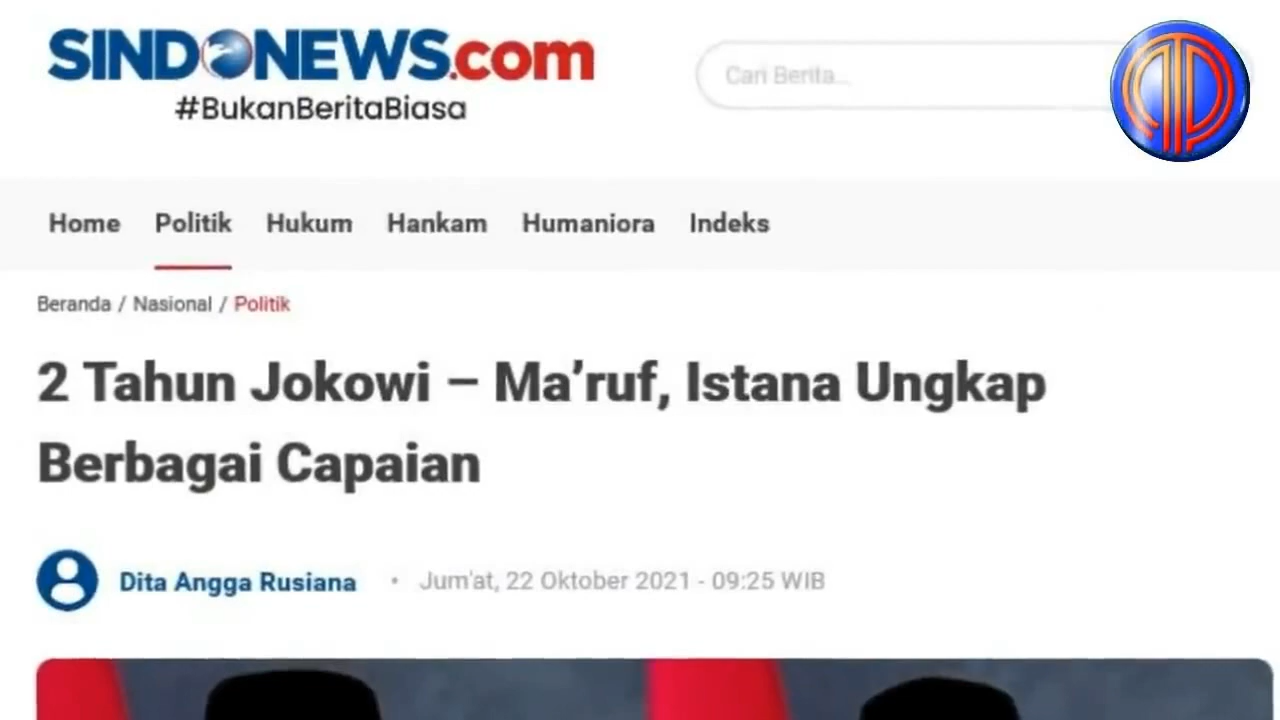 SINDONEWS.com
#BukanBeritaBiasa
Cari Berita...
Home Politik Hukum Hankam Humaniora Indeks
Beranda / Nasional / Politik
2 Tahun Jokowi – Ma’ruf, Istana Ungkap
Berbagai Capaian
Dita Angga Rusiana • Jum'at, 22 Oktober 2021 - 09:25 WIB